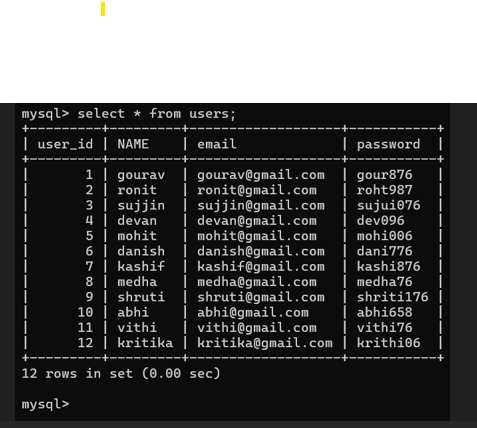 mysql> select * from users;
+---------+---------+-------------------+-----------+
| user_id | NAME    | email             | password  |
+---------+---------+-------------------+-----------+
|       1 | gourav  | gourav@gmail.com  | gour876   |
|       2 | ronit   | ronit@gmail.com   | roht987   |
|       3 | sujjin  | sujjin@gmail.com  | sujui076  |
|       4 | devan   | devan@gmail.com   | dev096    |
|       5 | mohit   | mohit@gmail.com   | mohi006   |
|       6 | danish  | danish@gmail.com  | dani776   |
|       7 | kashif  | kashif@gmail.com  | kashi876  |
|       8 | medha   | medha@gmail.com   | medha76   |
|       9 | shruti  | shruti@gmail.com  | shriti176 |
|      10 | abhi    | abhi@gmail.com    | abhi658   |
|      11 | vithi   | vithi@gmail.com   | vithi76   |
|      12 | kritika | kritika@gmail.com | krithi06  |
+---------+---------+-------------------+-----------+
12 rows in set (0.00 sec)
mysql>